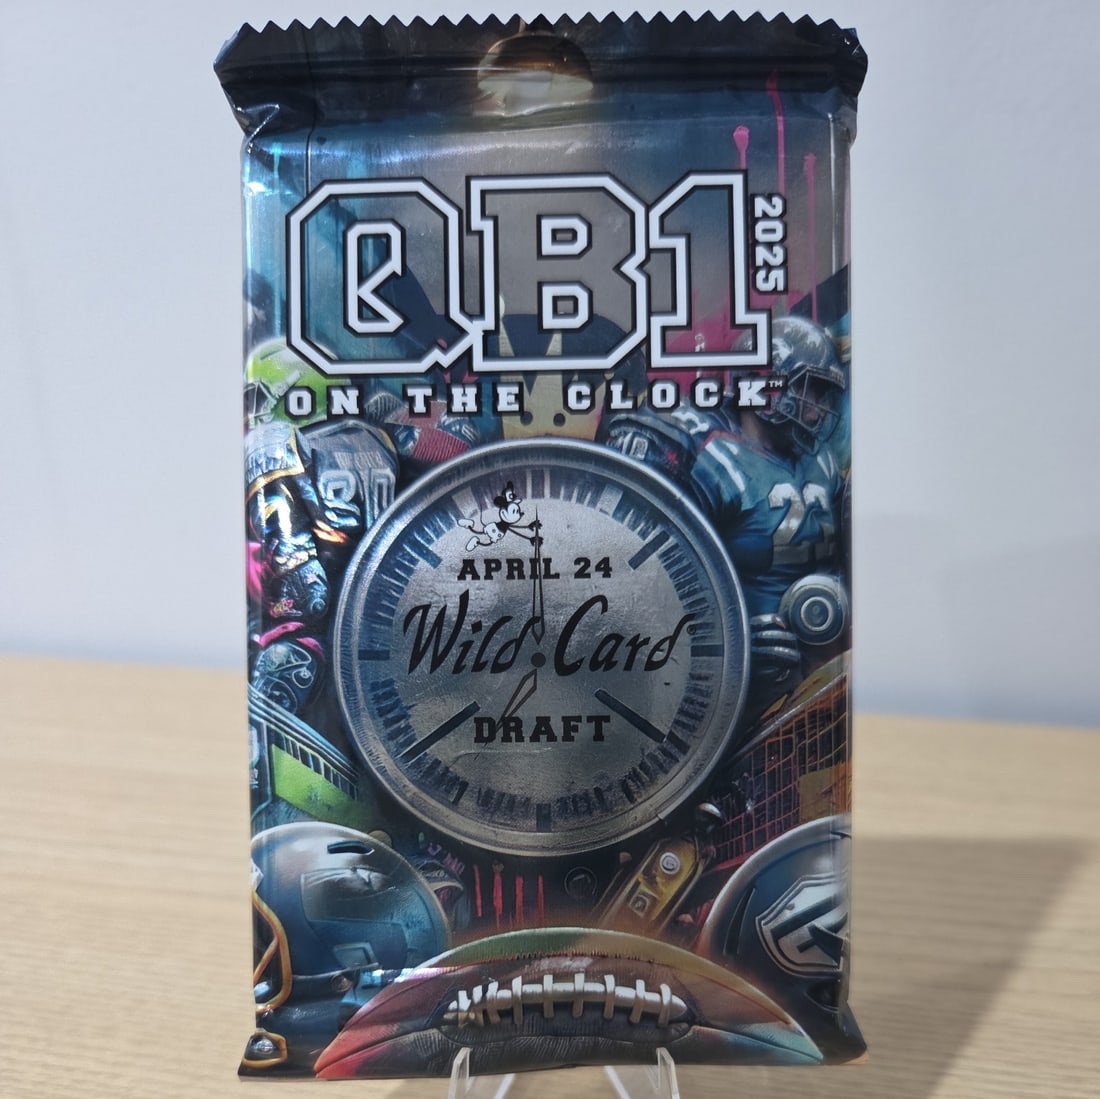 QB1
2025
ON THE CLOCK™
APRIL 24
Wild Card
DRAFT